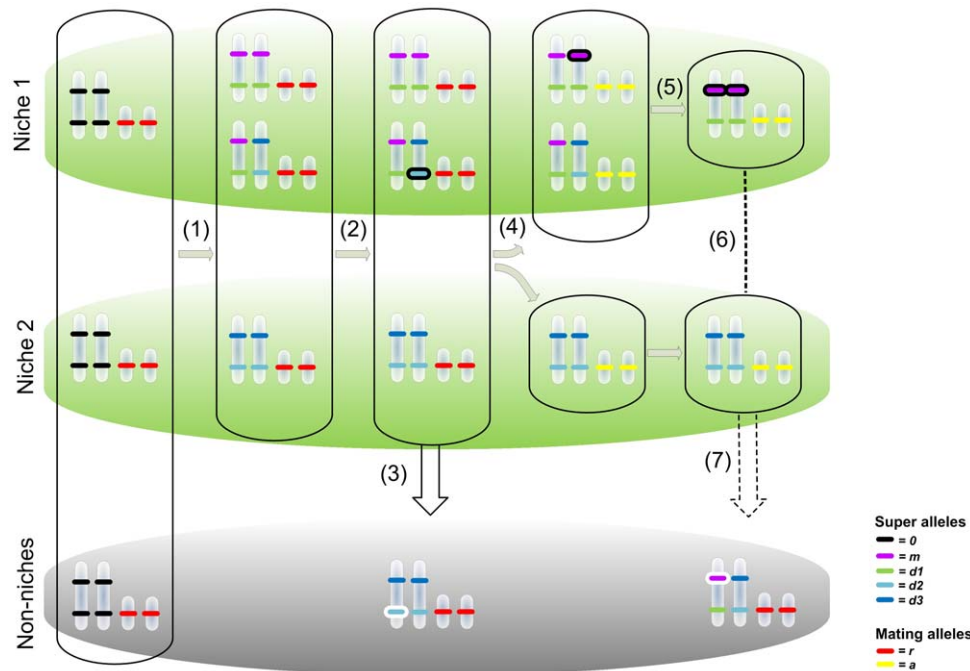 Niche 1
(5)
(1)
(2)
(4)
(6)
Niche 2
(3)
(7)
Non-niches
Super alleles
= 0
= m
= d1
= d2
= d3
Mating alleles
= r
= a